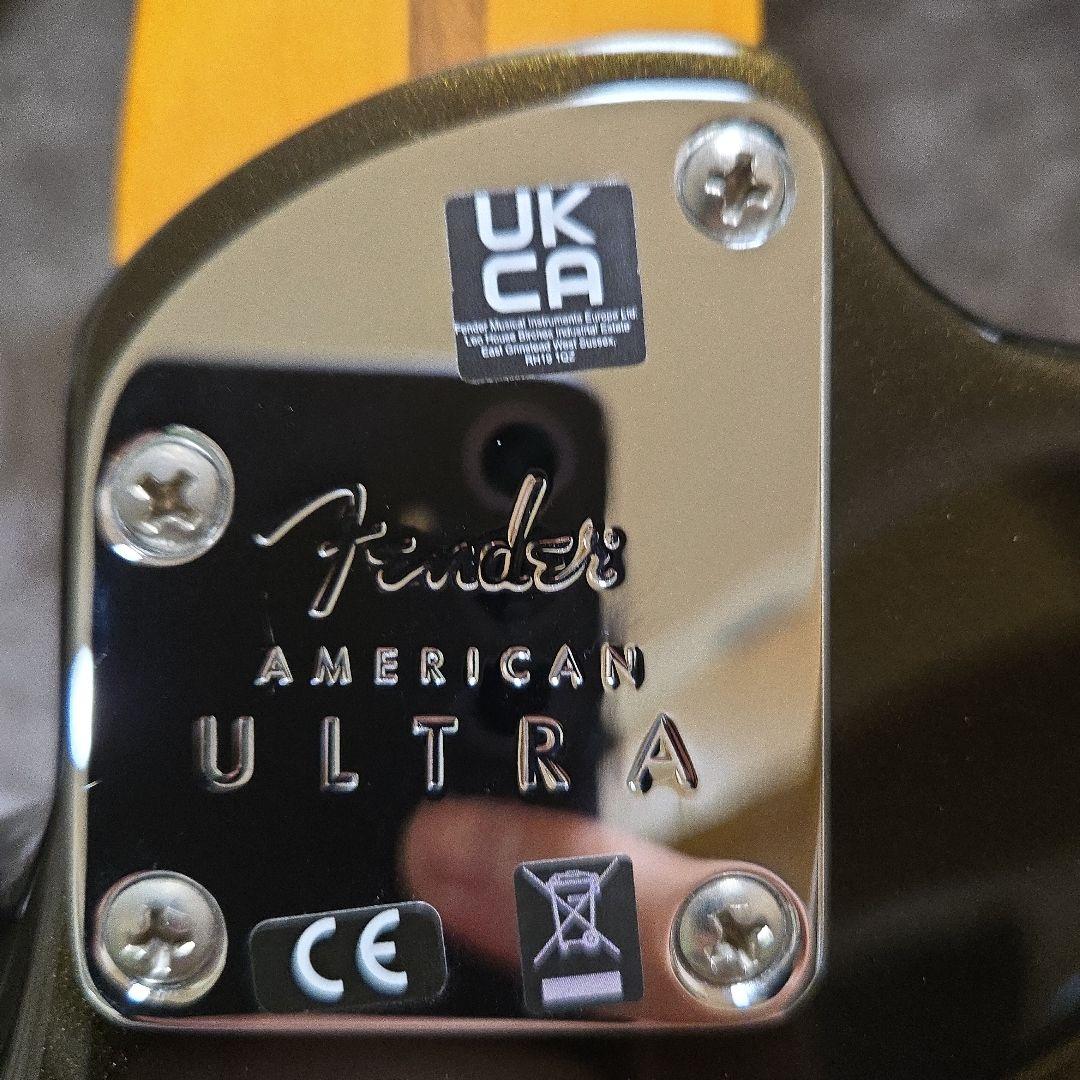 UK
CA
Fender Musical Instruments Europe Ltd
Les House Birches Industrial Estate
East Grinstead West Sussex,
RH19 1QZ
Fender
AMERICAN
ULTRA
CE